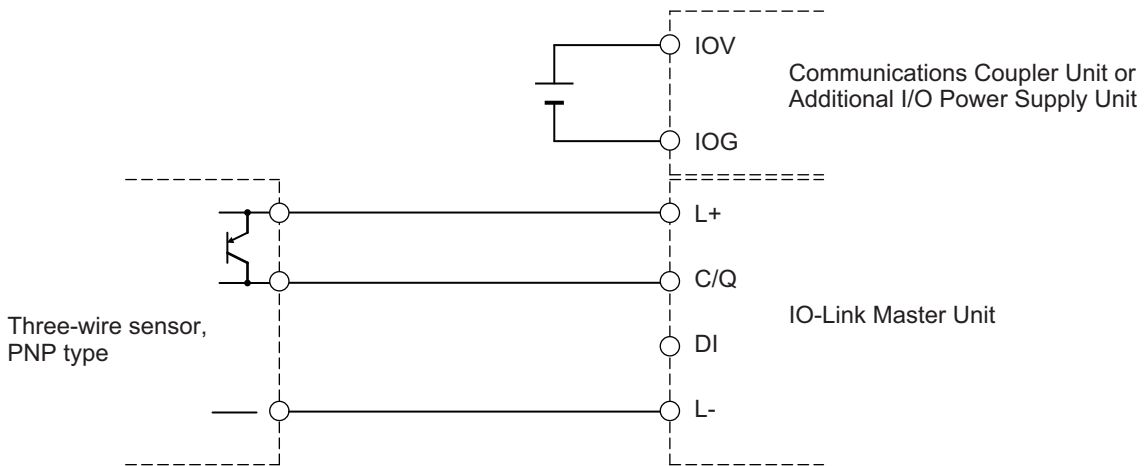 IOV
Communications Coupler Unit or
Additional I/O Power Supply Unit
IOG
L+
C/Q
IO-Link Master Unit
Three-wire sensor,
PNP type
DI
L-